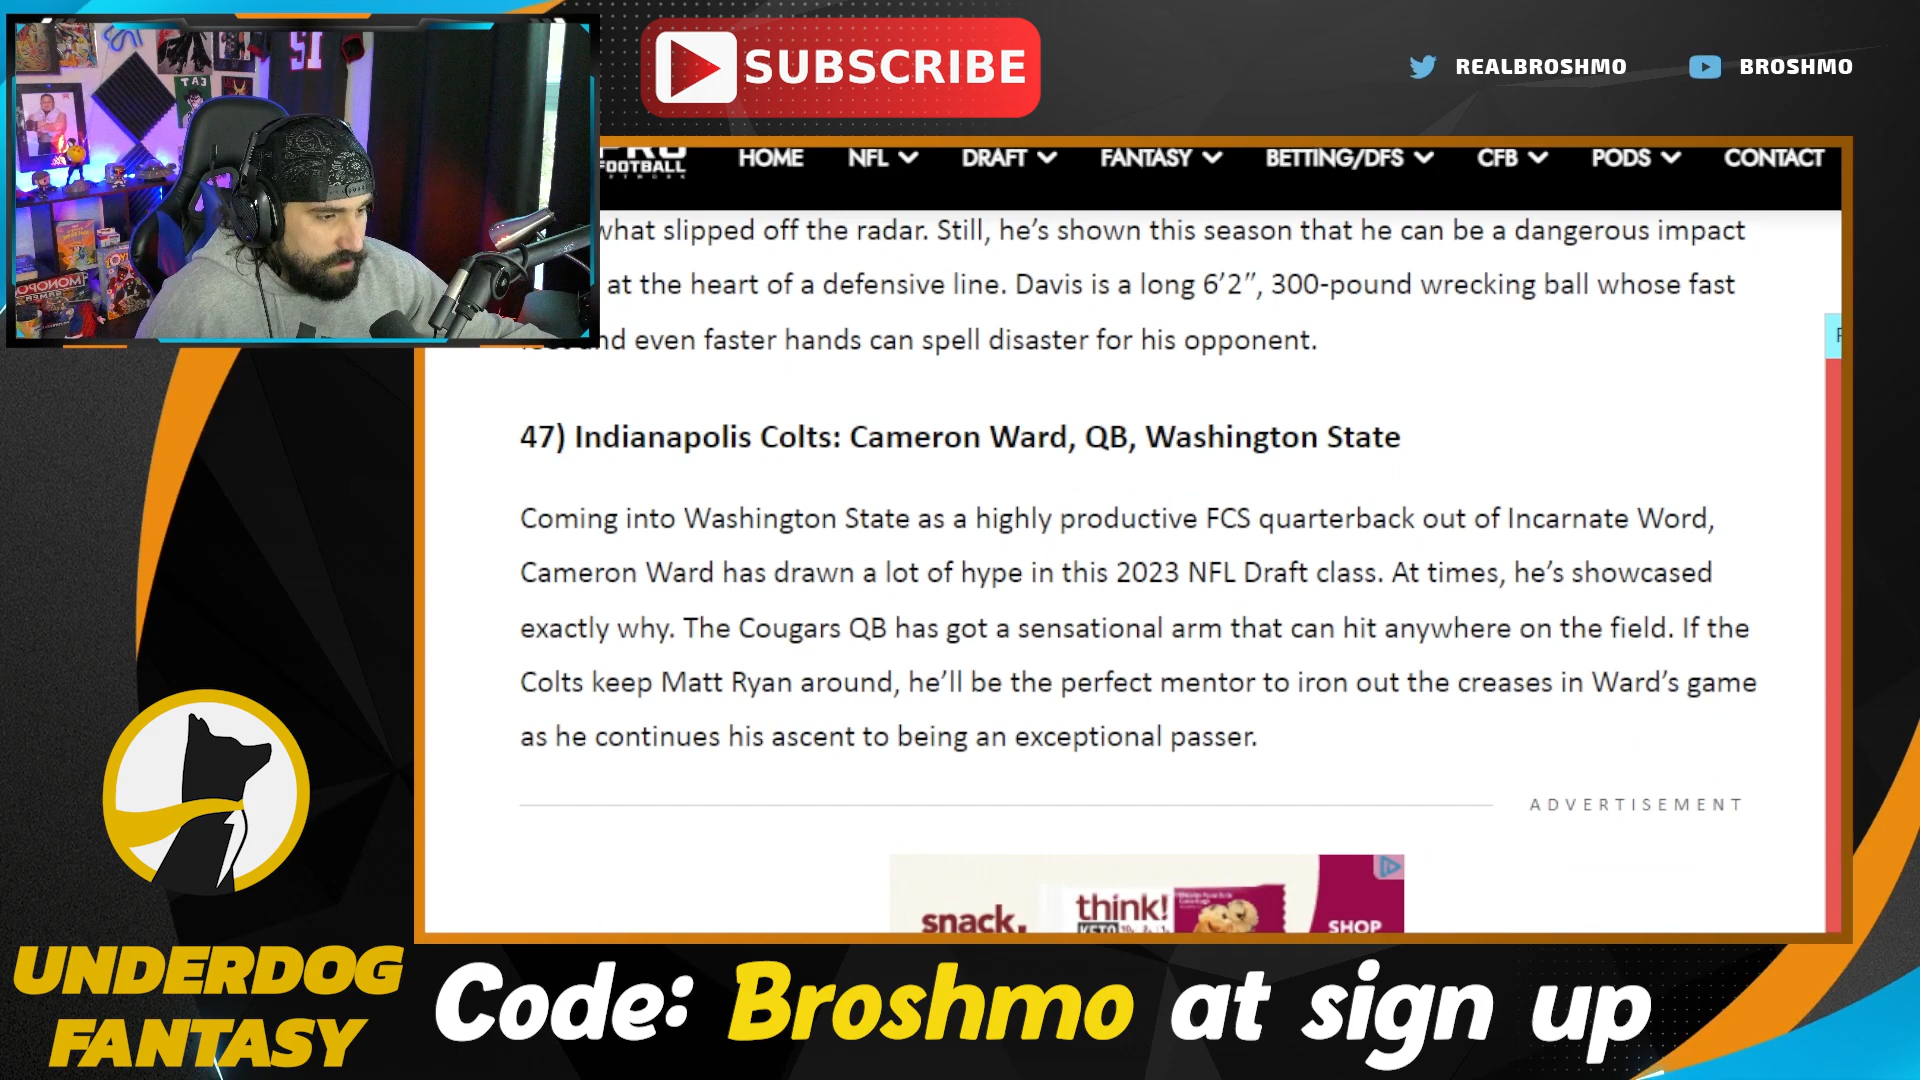 SUBSCRIBE
REALBROSHMO
BROSHMO
FOOTBALL
HOME
NFL
DRAFT
FANTASY
BETTING/DFS
CFB
PODS
CONTACT
what slipped off the radar. Still, he's shown this season that he can be a dangerous impact
at the heart of a defensive line. Davis is a long 6'2”, 300-pound wrecking ball whose fast
and even faster hands can spell disaster for his opponent.
47) Indianapolis Colts: Cameron Ward, QB, Washington State
Coming into Washington State as a highly productive FCS quarterback out of Incarnate Word,
Cameron Ward has drawn a lot of hype in this 2023 NFL Draft class. At times, he's showcased
exactly why. The Cougars QB has got a sensational arm that can hit anywhere on the field. If the
Colts keep Matt Ryan around, he'll be the perfect mentor to iron out the creases in Ward's game
as he continues his ascent to being an exceptional passer.
ADVERTISEMENT
snack.
think!
KETO
SHOP
UNDERDOG
FANTASY
Code: Broshmo at sign up